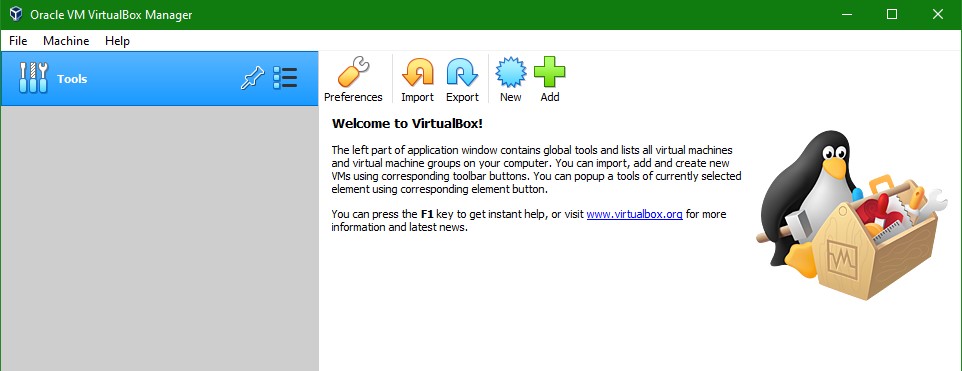 Oracle VM VirtualBox Manager
File Machine Help
Tools
Preferences Import Export New Add
Welcome to VirtualBox!
The left part of application window contains global tools and lists all virtual machines
and virtual machine groups on your computer. You can import, add and create new
VMs using corresponding toolbar buttons. You can popup a tools of currently selected
element using corresponding element button.
You can press the F1 key to get instant help, or visit www.virtualbox.org for more
information and latest news.